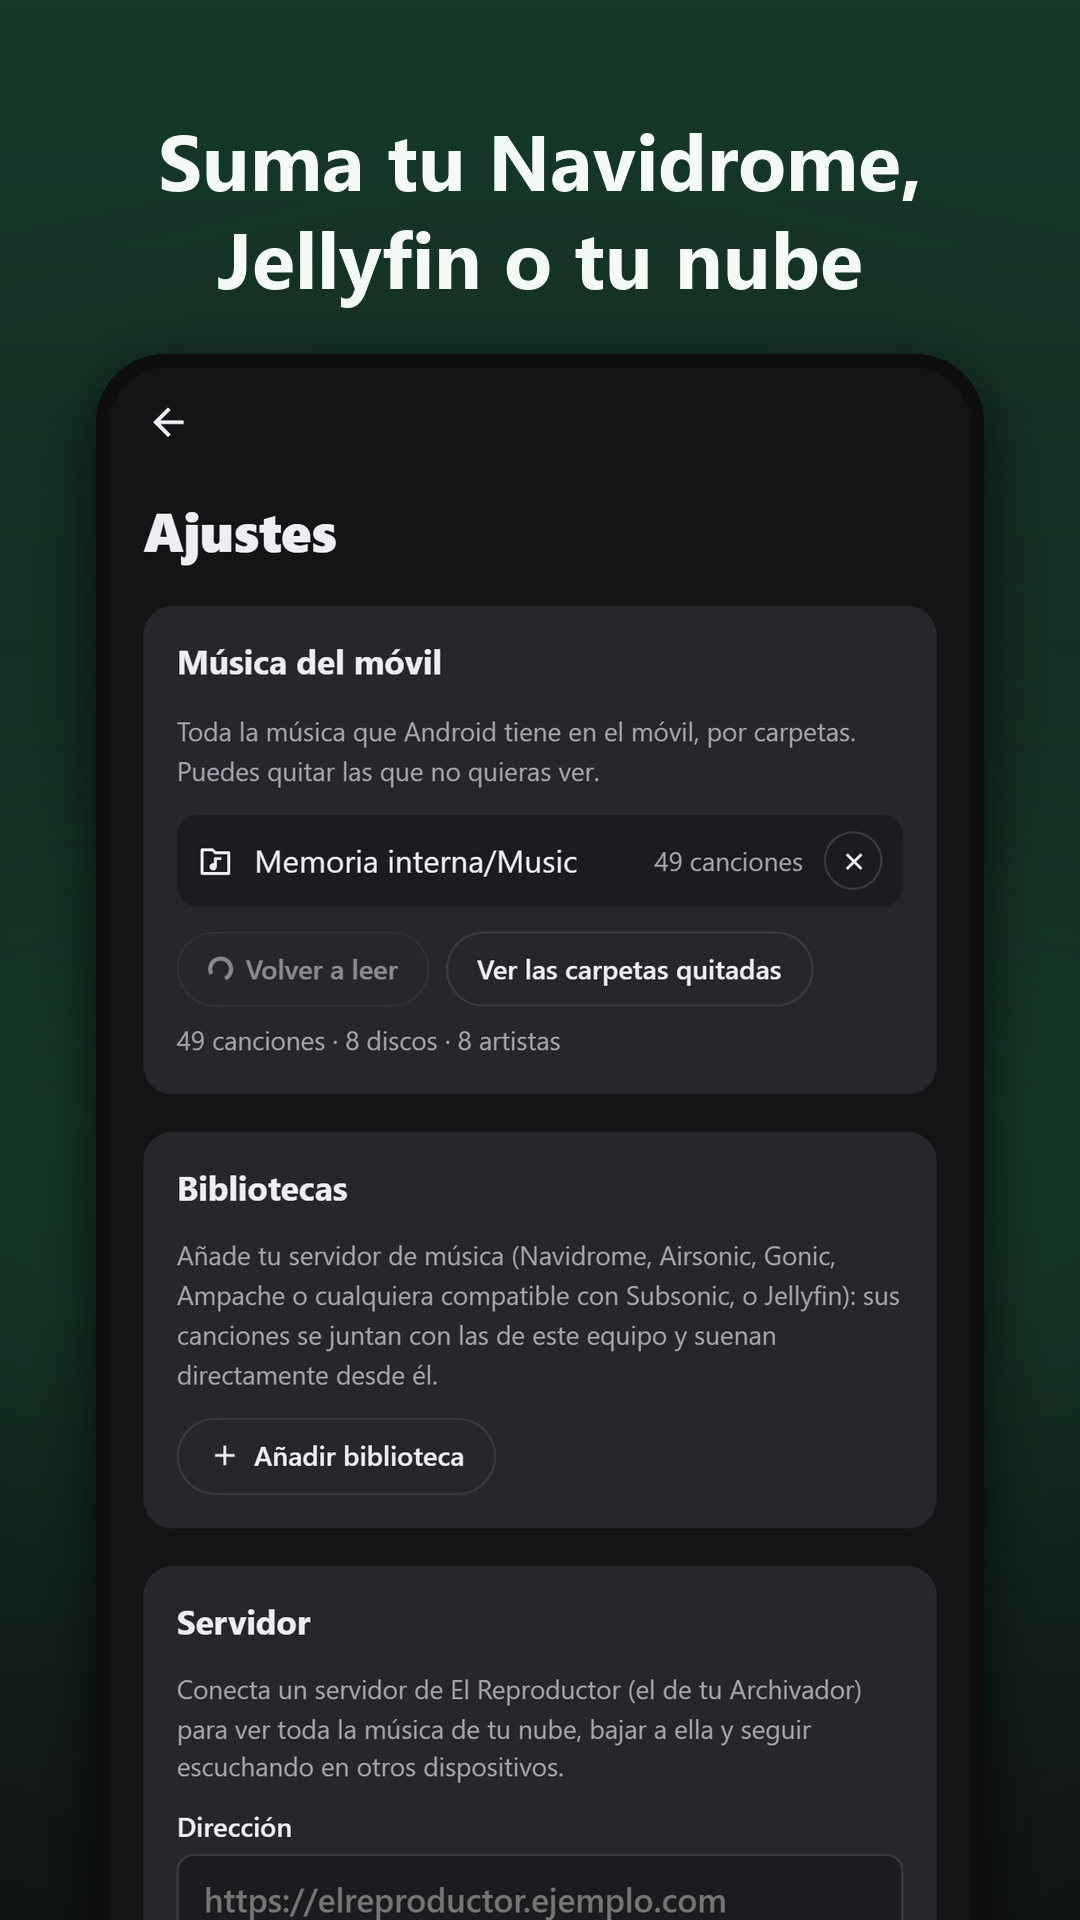 Suma tu Navidrome,
Jellyfin o tu nube
Ajustes
Música del móvil
Toda la música que Android tiene en el móvil, por carpetas.
Puedes quitar las que no quieras ver.
Memoria interna/Music 49 canciones
Volver a leer Ver las carpetas quitadas
49 canciones · 8 discos · 8 artistas
Bibliotecas
Añade tu servidor de música (Navidrome, Airsonic, Gonic,
Ampache o cualquiera compatible con Subsonic, o Jellyfin): sus
canciones se juntan con las de este equipo y suenan
directamente desde él.
Añadir biblioteca
Servidor
Conecta un servidor de El Reproductor (el de tu Archivador)
para ver toda la música de tu nube, bajar a ella y seguir
escuchando en otros dispositivos.
Dirección
https://elreproductor.ejemplo.com